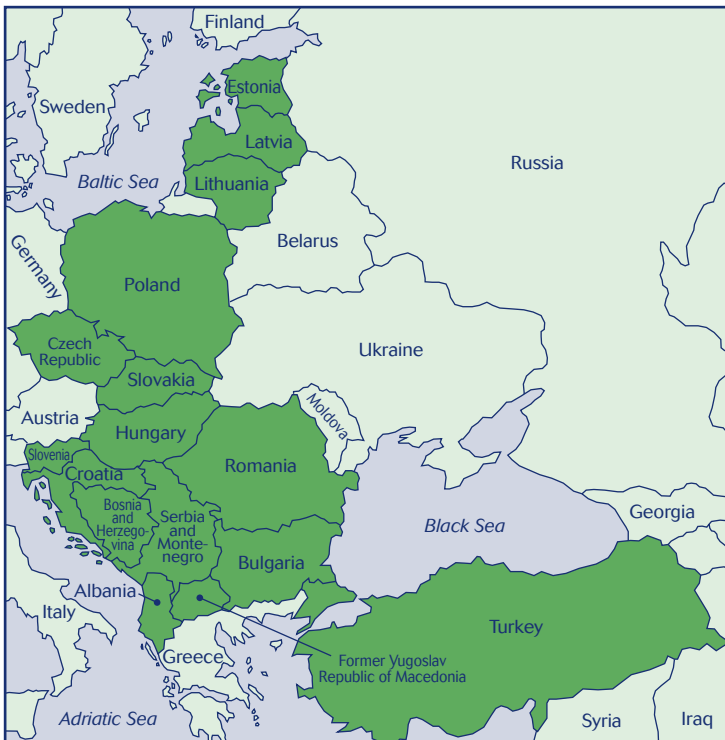 Finland
Sweden
Estonia
Latvia
Lithuania
Russia
Baltic Sea
Belarus
Germany
Poland
Czech
Republic
Ukraine
Slovakia
Austria
Moldova
Hungary
Slovenia
Romania
Croatia
Bosnia
and
Herzego-
vina
Serbia
and
Monte-
negro
Georgia
Black Sea
Bulgaria
Albania
Italy
Turkey
Greece
Former Yugoslav
Republic of Macedonia
Adriatic Sea
Syria
Iraq